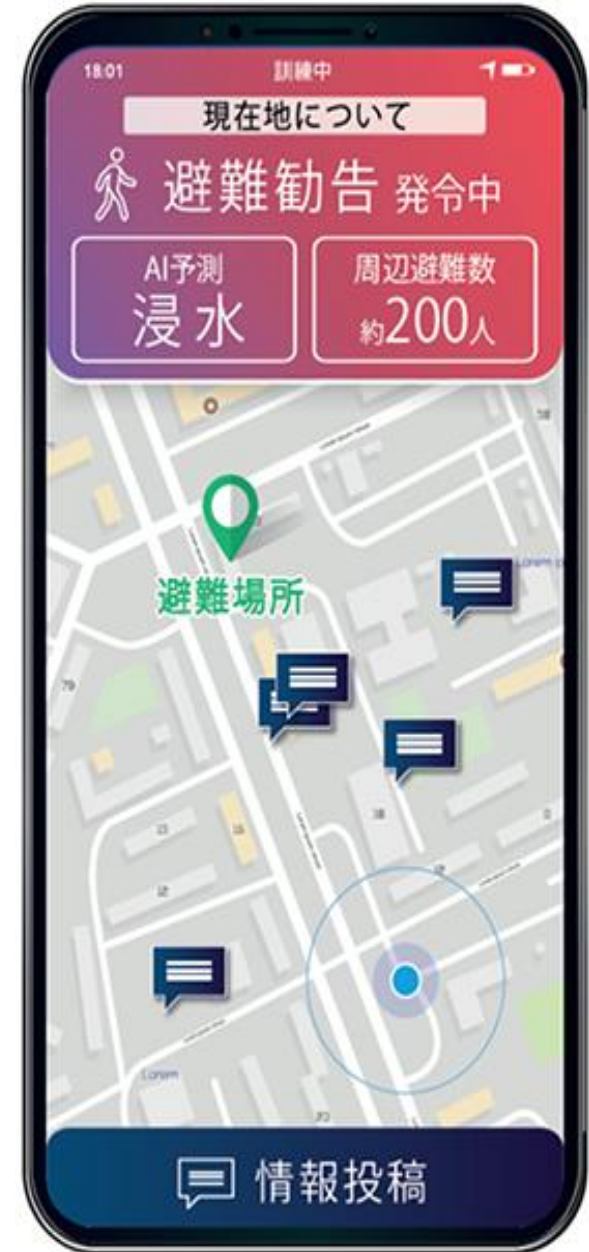 18:01
訓練中
現在地について
避難勧告 発令中
AI予測
浸水
周辺避難数
約200人
避難場所
Lorem
情報投稿